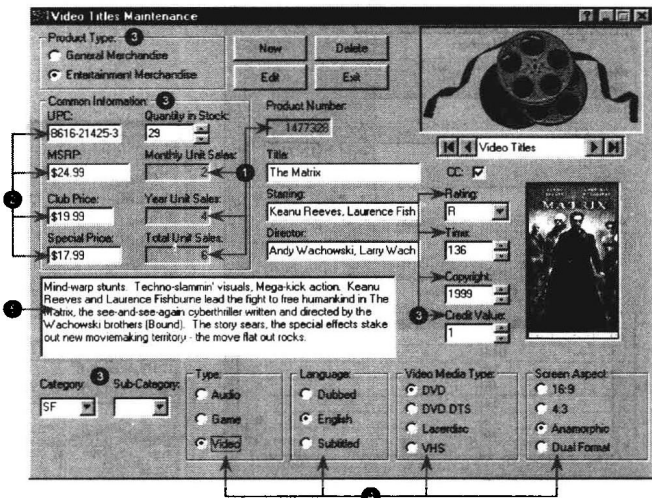 Video Titles Maintenance
Product Type: 3
General Merchandise
Entertainment Merchandise
New
Delete
Edit
Exit
Common Information: 3
UPC:
8616-21425-3
Quantity in Stock:
29
MSRP:
$24.99
Monthly Unit Sales:
2
Club Price:
$19.99
Year Unit Sales:
4
Special Price:
$17.99
Total Unit Sales:
6
1
Product Number:
1477328
Title:
The Matrix
Starring:
Keanu Reeves, Laurence Fish
Director:
Andy Wachowski, Larry Wach
Video Titles
CC:
Rating:
R
Time:
136
Copyright:
1999
3
Credit Value:
1
MATRIX
Mind-warp stunts. Techno-slammin' visuals, Mega-kick action. Keanu
Reeves and Laurence Fishburne lead the fight to free humankind in The
Matrix, the see-and-see-again cyberthriller written and directed by the
Wachowski brothers (Bound). The story sears, the special effects stake
out new moviemaking territory - the move flat out rocks.
Category:
3
Sub-Category:
SF
Type:
Audio
Game
Video
Language:
Dubbed
English
Subtitled
Video Media Type:
DVD
DVD DTS
Laserdisc
VHS
Screen Aspect:
16:9
4:3
Anamorphic
Dual Format